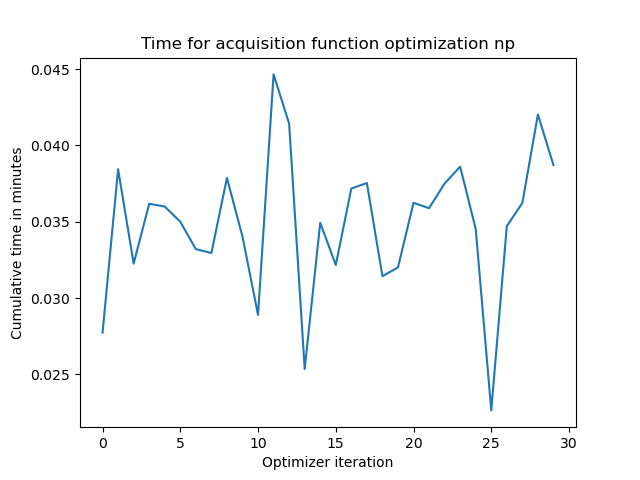 Time for acquisition function optimization np
Cumulative time in minutes
0.045
0.040
0.035
0.030
0.025
0 5 10 15 20 25 30
Optimizer iteration